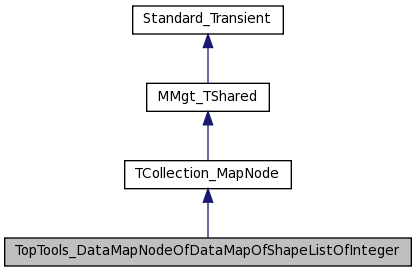 Standard_Transient
MMgt_TShared
TCollection_MapNode
TopTools_DataMapNodeOfDataMapOfShapeListOfInteger